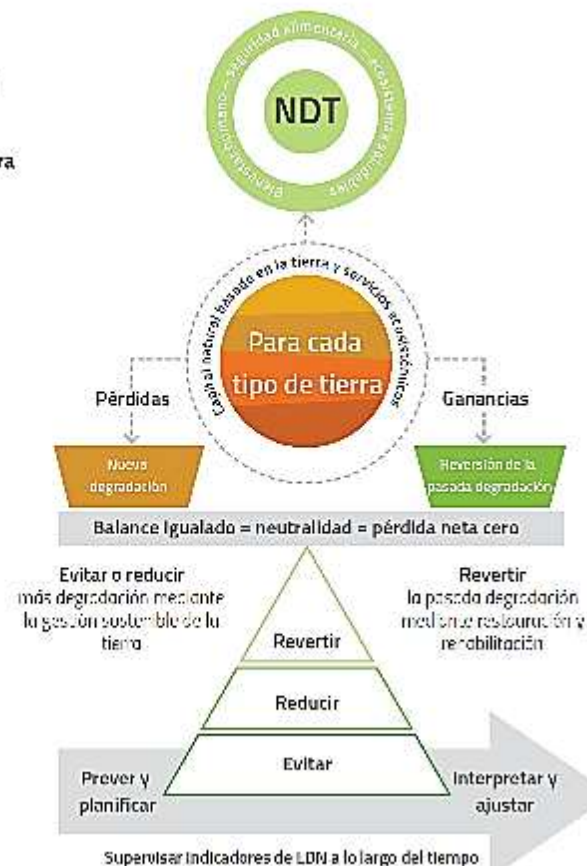 ra
Bienestar humano – seguridad alimentaria – ecosistemas saludables
NDT
Capital natural basado en la tierra y servicios ecosistémicos
Para cada
tipo de tierra
Pérdidas
Ganancias
Nueva
degradación
Reversión de la
pasada degradación
Balance igualado = neutralidad = pérdida neta cero
Evitar o reducir
más degradación mediante
la gestión sostenible de la
tierra
Revertir
la pasada degradación
mediante restauración y
rehabilitación
Revertir
Reducir
Evitar
Prever y
planificar
Interpretar y
ajustar
Supervisar indicadores de LDN a lo largo del tiempo